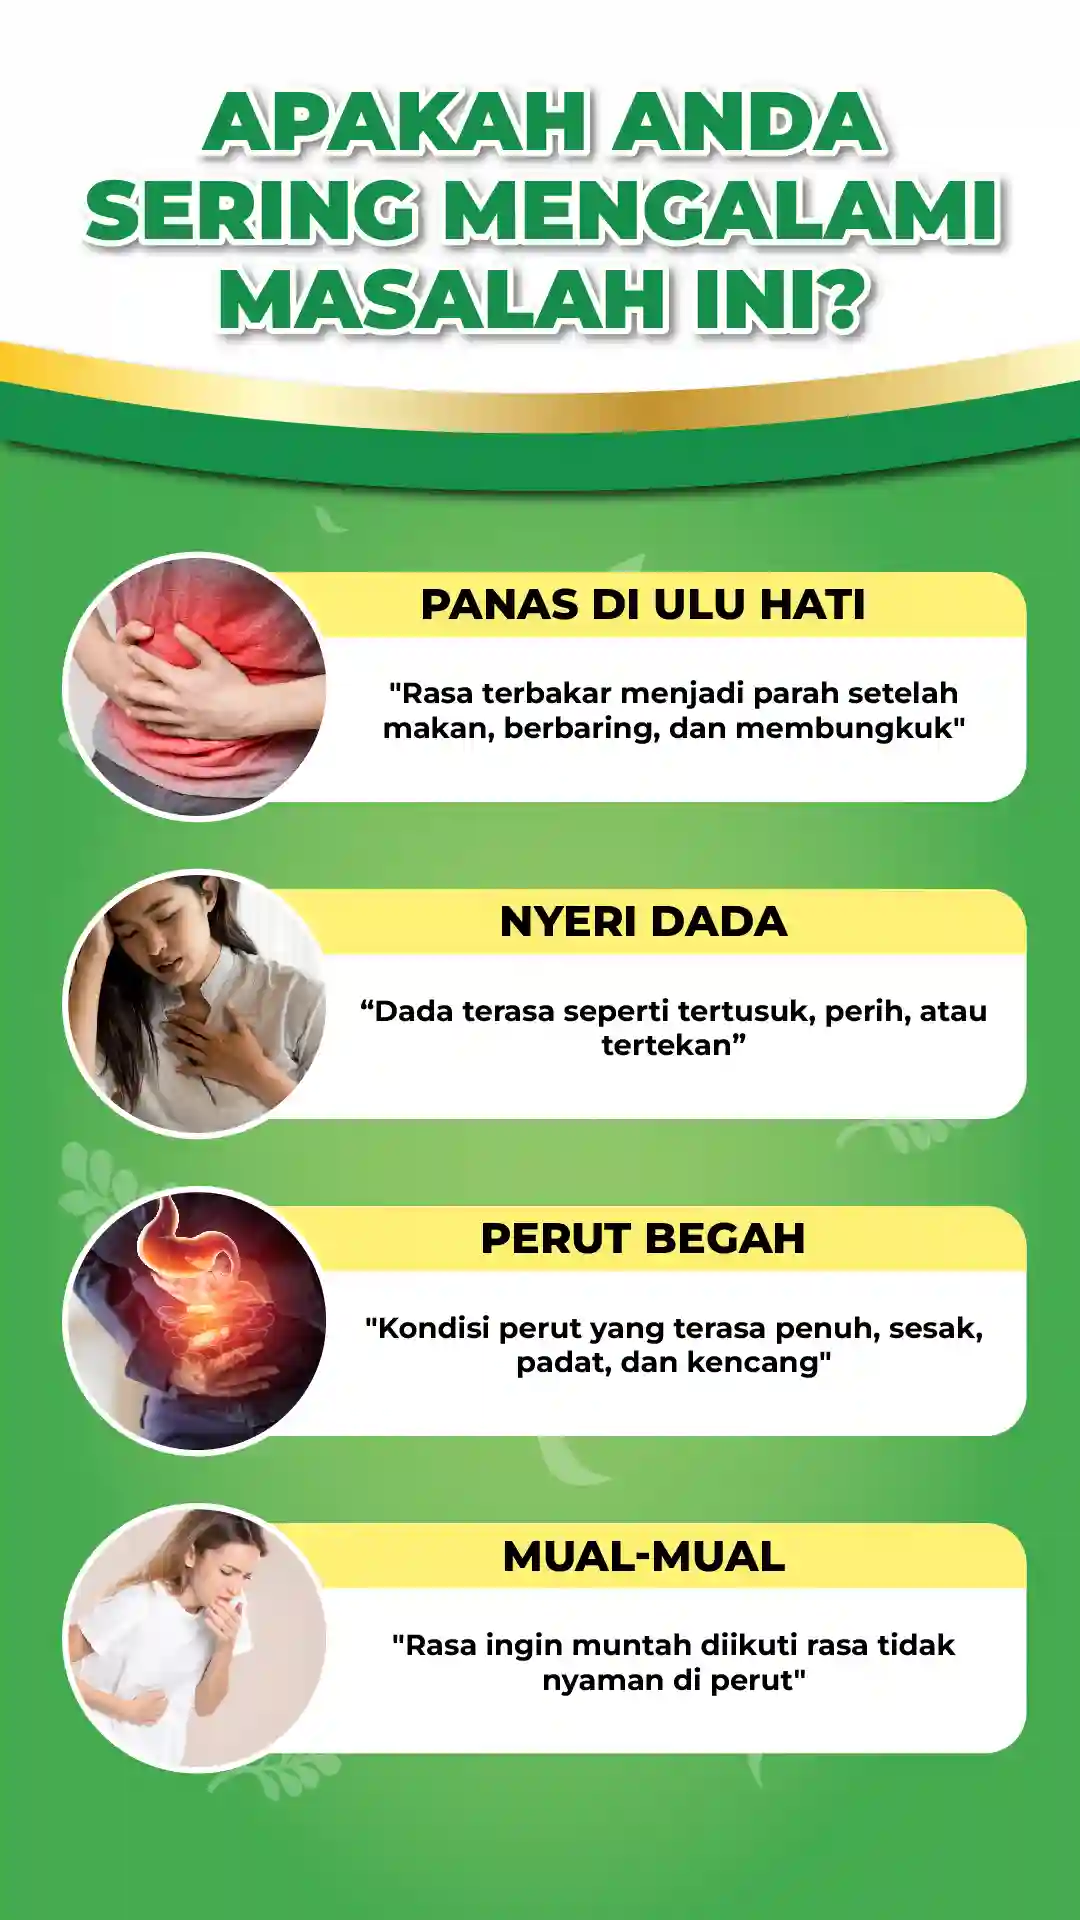 APAKAH ANDA
SERING MENGALAMI
MASALAH INI?
PANAS DI ULU HATI
"Rasa terbakar menjadi parah setelah
makan, berbaring, dan membungkuk"
NYERI DADA
“Dada terasa seperti tertusuk, perih, atau
tertekan”
PERUT BEGAH
"Kondisi perut yang terasa penuh, sesak,
padat, dan kencang"
MUAL-MUAL
"Rasa ingin muntah diikuti rasa tidak
nyaman di perut"